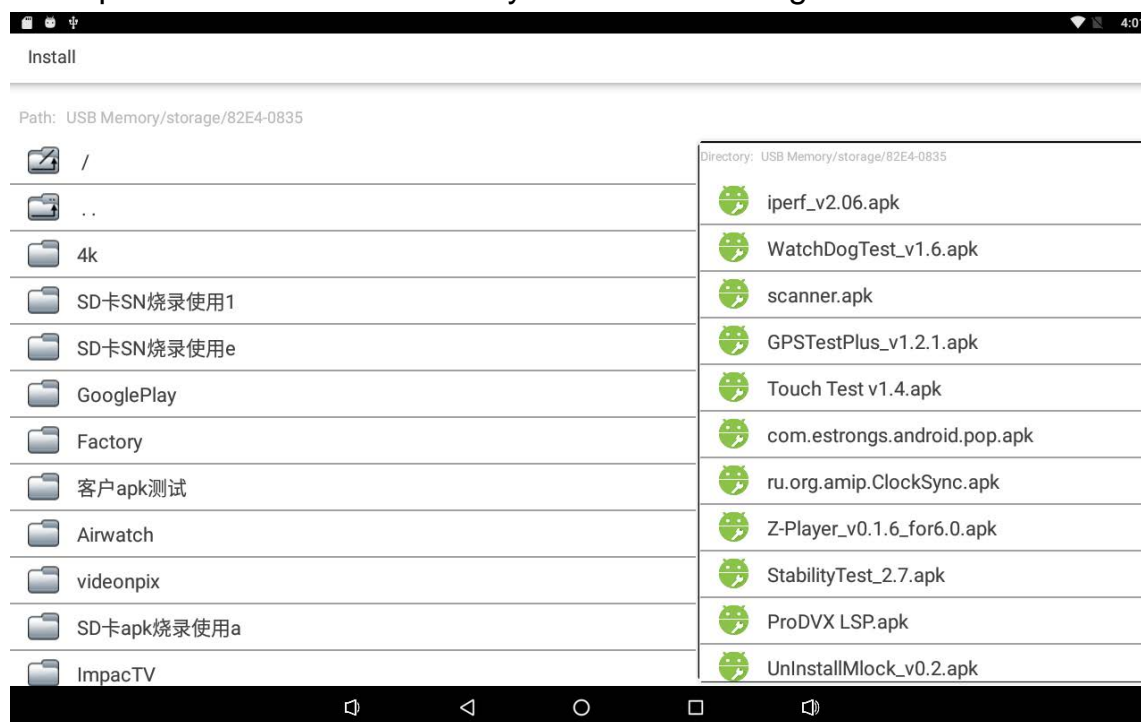 4:01
Install
Path: USB Memory/storage/82E4-0835
/
..
4k
SD卡SN烧录使用1
SD卡SN烧录使用e
GooglePlay
Factory
客户apk测试
Airwatch
videonpix
SD卡apk烧录使用a
ImpacTV
Directory: USB Memory/storage/82E4-0835
iperf_v2.06.apk
WatchDogTest_v1.6.apk
scanner.apk
GPSTestPlus_v1.2.1.apk
Touch Test v1.4.apk
com.estrongs.android.pop.apk
ru.org.amip.ClockSync.apk
Z-Player_v0.1.6_for6.0.apk
StabilityTest_2.7.apk
ProDVX LSP.apk
UnInstallMlock_v0.2.apk